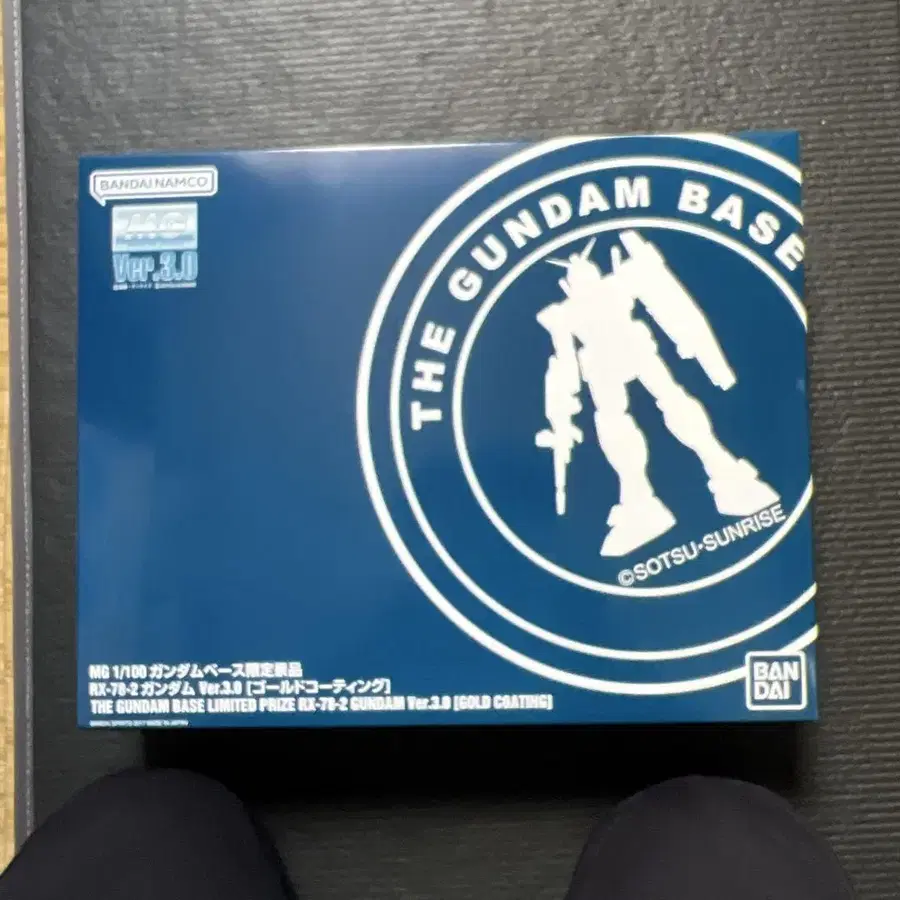 BANDAI NAMCO
MG
Ver.3.0
THE GUNDAM BASE
©SOTSU・SUNRISE
MG 1/100 ガンダムベース限定景品
RX-78-2 ガンダム Ver.3.0 [ゴールドコーティング]
THE GUNDAM BASE LIMITED PRIZE RX-78-2 GUNDAM Ver.3.0 [GOLD COATING]
BAN
DAI